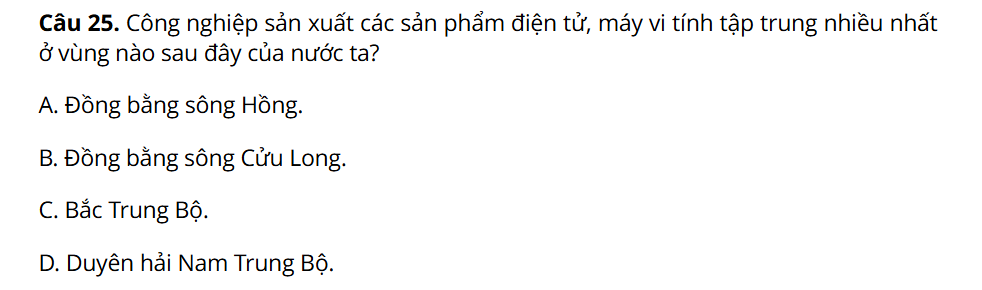 Câu 25. Công nghiệp sản xuất các sản phẩm điện tử, máy vi tính tập trung nhiều nhất
ở vùng nào sau đây của nước ta?
A. Đồng bằng sông Hồng.
B. Đồng bằng sông Cửu Long.
C. Bắc Trung Bộ.
D. Duyên hải Nam Trung Bộ.